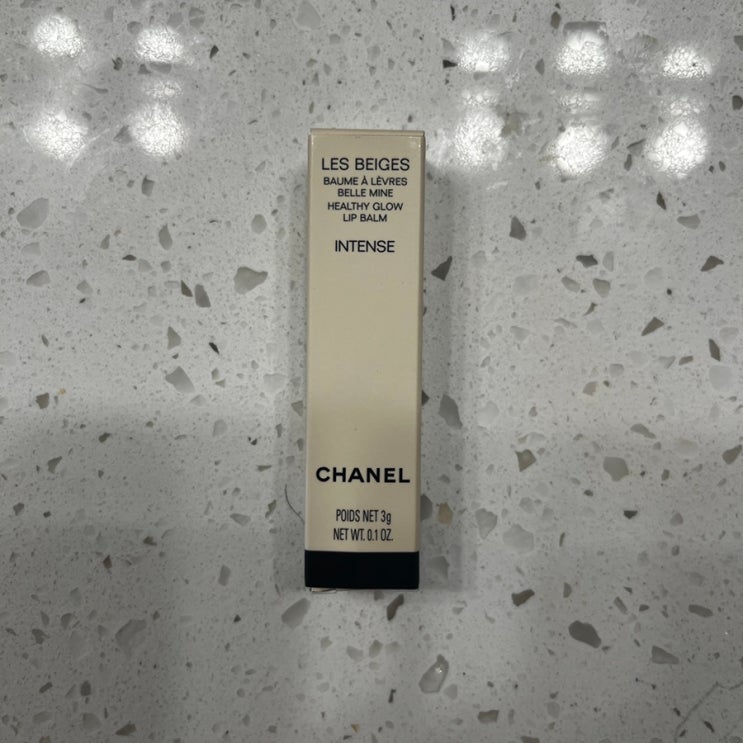 LES BEIGES
BAUME À LÈVRES
BELLE MINE
HEALTHY GLOW
LIP BALM
INTENSE
CHANEL
POIDS NET 3g
NET WT. 0.1 OZ.